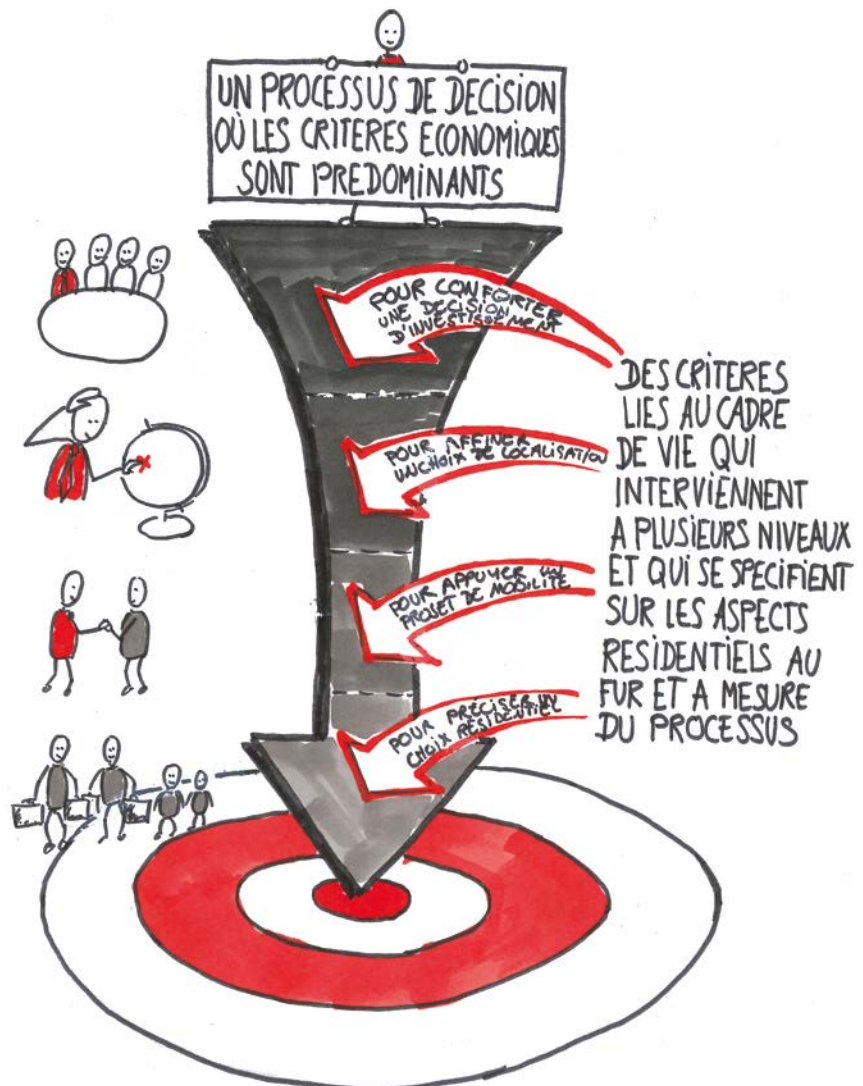 UN PROCESSUS DE DECISION
OÙ LES CRITERES ECONOMIQUES
SONT PREDOMINANTS
POUR CONFORTER
UNE DECISION
D'INVESTISSEMENT
POUR AFFINER
UN CHOIX DE LOCALISATION
POUR APPUYER UN
PROJET DE MOBILITE
POUR PRÉCISER UN
CHOIX RÉSIDENTIEL
DES CRITERES
LIES AU CADRE
DE VIE QUI
INTERVIENNENT
A PLUSIEURS NIVEAUX
ET QUI SE SPECIFIENT
SUR LES ASPECTS
RESIDENTIELS AU
FUR ET A MESURE
DU PROCESSUS